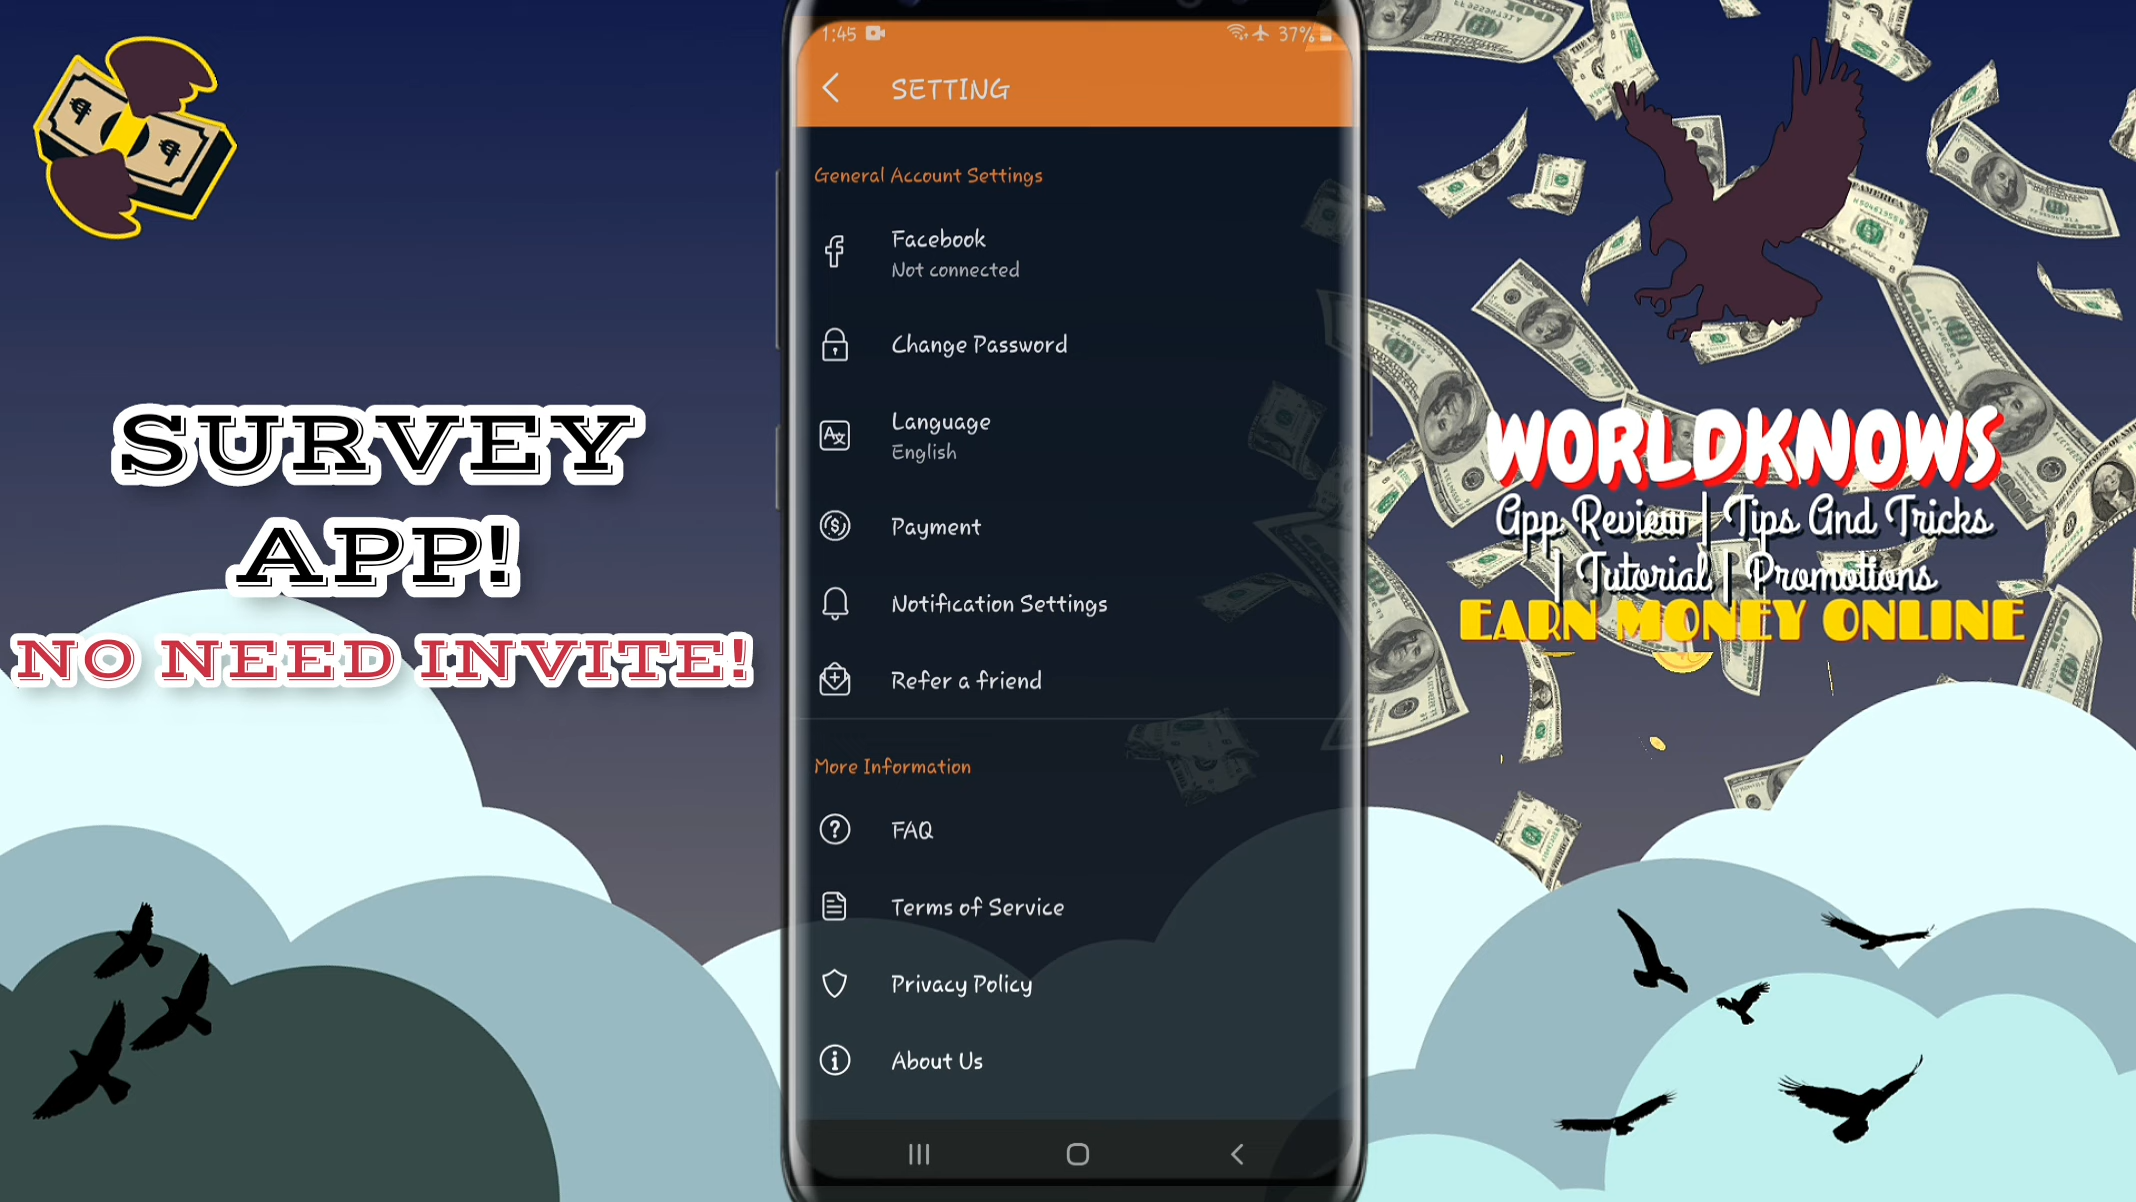 SURVEY
APP!
NO NEED INVITE!
1:45
37%
SETTING
General Account Settings
Facebook
Not connected
Change Password
Language
English
Payment
Notification Settings
Refer a friend
More Information
FAQ
Terms of Service
Privacy Policy
About Us
WORLDKNOWS
App Review | Tips And Tricks
| Tutorial | Promotions
EARN MONEY ONLINE